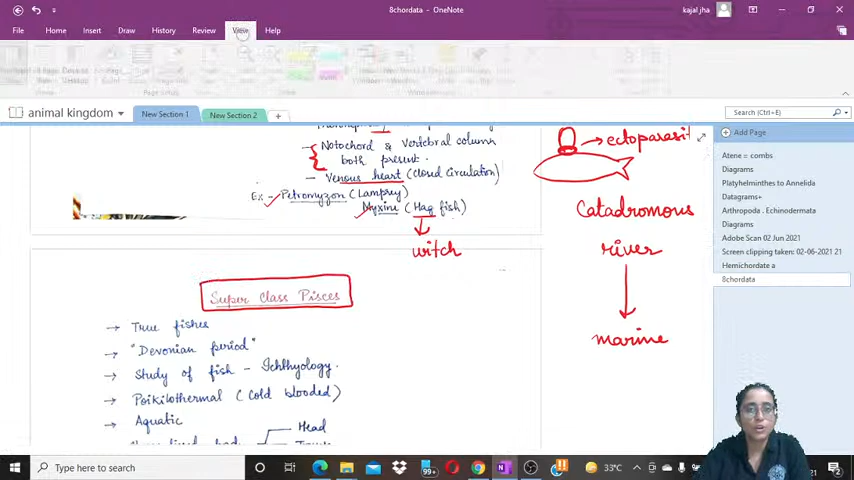 8chordata - OneNote
kajal jha
File Home Insert Draw History Review View Help
animal kingdom
New Section 1
New Section 2
+
Search (Ctrl+E)
Add Page
Atene = combs
Diagrams
Platyhelminthes to Annelida
Datagrams+
Arthropoda . Echinodermata
Diagrams
Adobe Scan 02 Jun 2021
Screen clipping taken: 02-06-2021 21
Hemichordate a
8chordata
- Notochord & Vertebral column
both present.
- Venous heart (Closed Circulation)
Ex - Petromyzon (Lamprey)
Myxine (Hag fish)
witch
→ ectoparasit
Catadromous
river
marine
Super Class Pisces
→ True fishes
→ "Devonian period"
→ Study of fish - Ichthyology.
→ Poikilothermal (Cold blooded)
→ Aquatic
Head
Type here to search
99+
33°C